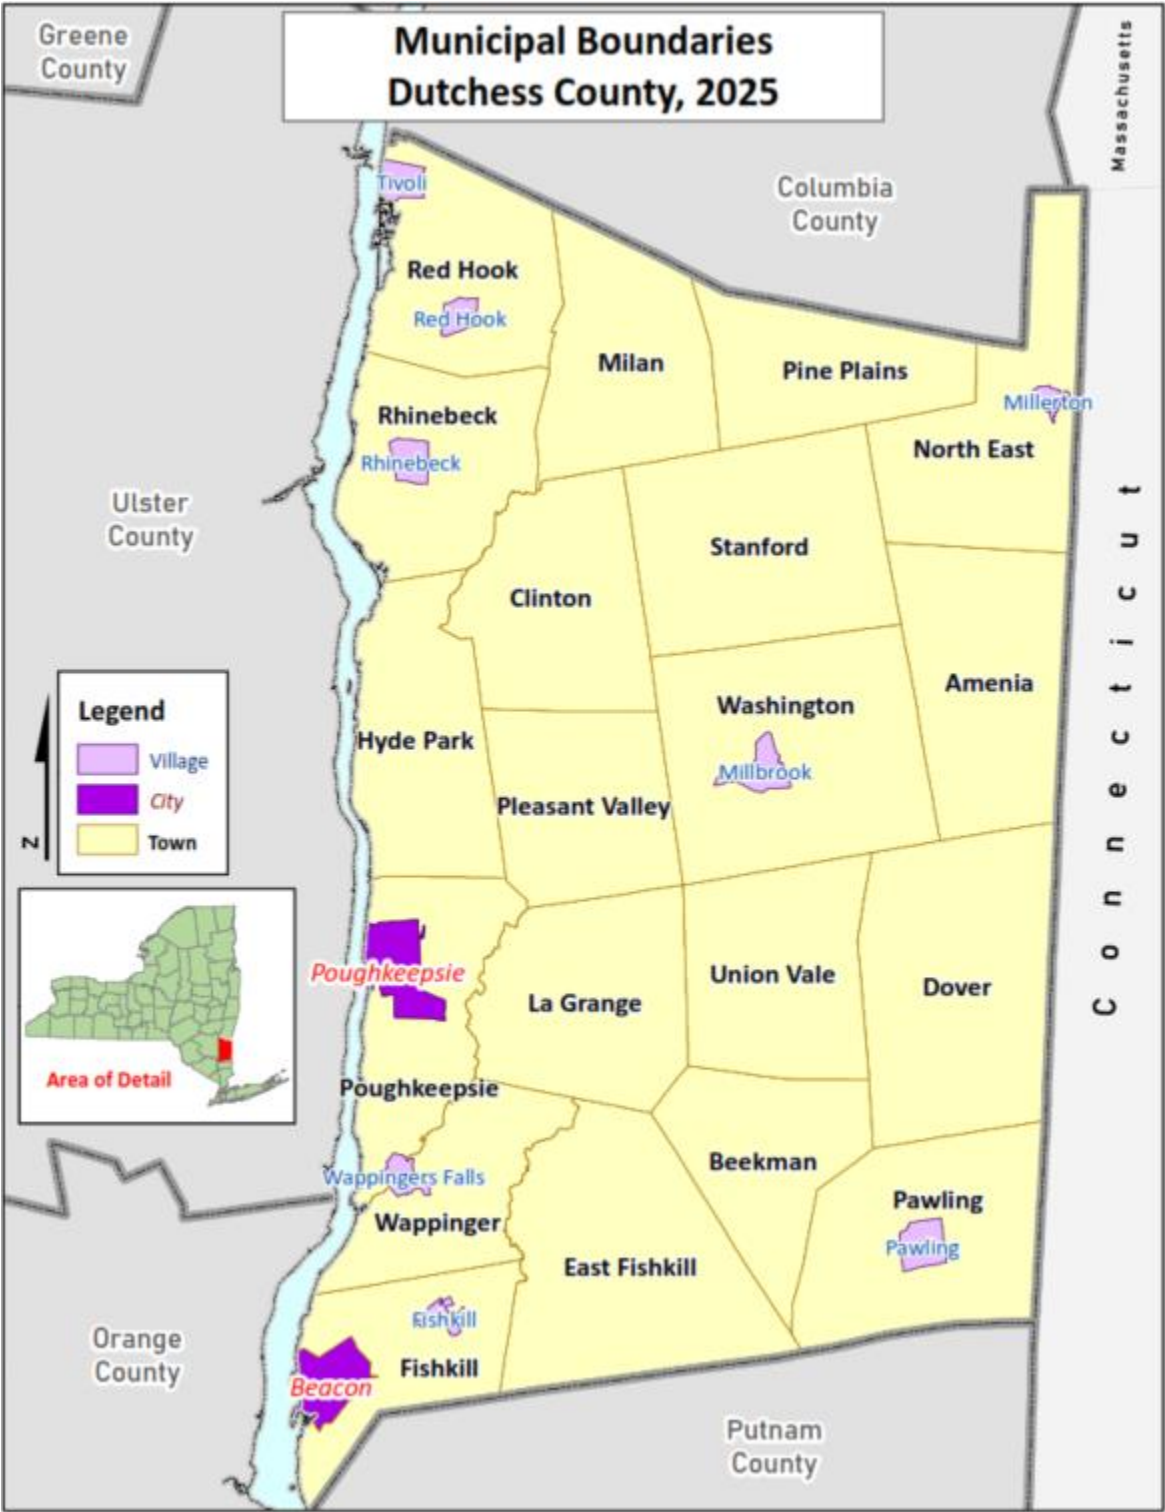 Greene
County
Municipal Boundaries
Dutchess County, 2025
Massachusetts
Columbia
County
Tivoli
Red Hook
Red Hook
Milan
Pine Plains
Millerton
Rhinebeck
Rhinebeck
North East
Ulster
County
Connecticut
Stanford
Clinton
Amenia
Washington
Legend
Village
City
Town
N
Hyde Park
Millbrook
Pleasant Valley
Poughkeepsie
Union Vale
Dover
La Grange
Area of Detail
Poughkeepsie
Beekman
Wappingers Falls
Pawling
Wappinger
Pawling
East Fishkill
Fishkill
Orange
County
Fishkill
Beacon
Putnam
County